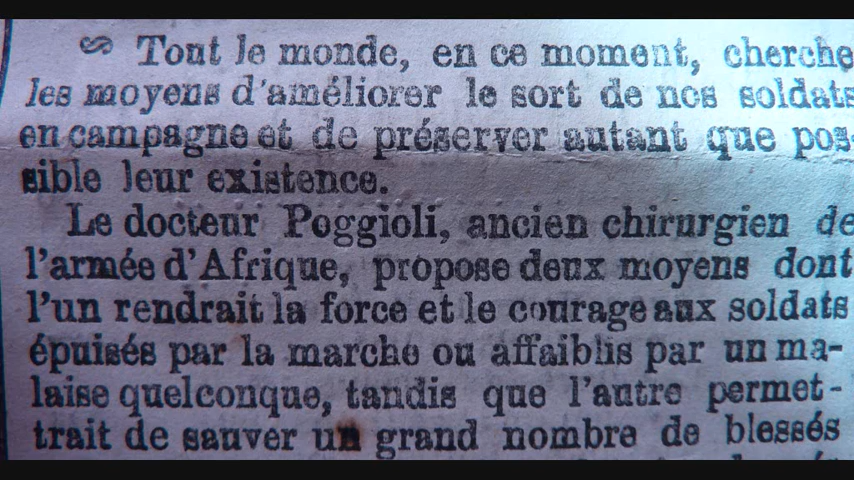 Tout le monde, en ce moment, cherche
les moyens d'améliorer le sort de nos soldats
en campagne et de préserver autant que pos-
sible leur existence.
Le docteur Poggioli, ancien chirurgien de
l'armée d'Afrique, propose deux moyens dont
l'un rendrait la force et le courage aux soldats
épuisés par la marche ou affaiblis par un ma-
laise quelconque, tandis que l'autre permet-
trait de sauver un grand nombre de blessés